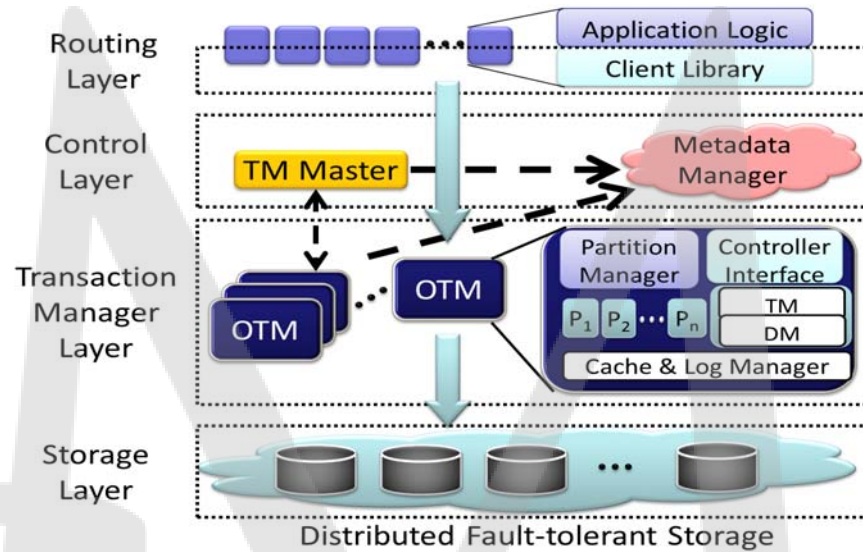 Routing
Layer
Application Logic
Client Library
Control
Layer
TM Master
Metadata
Manager
Transaction
Manager
Layer
OTM
OTM
Partition
Manager
Controller
Interface
P1 P2 ••• Pn
TM
DM
Cache & Log Manager
Storage
Layer
Distributed Fault-tolerant Storage